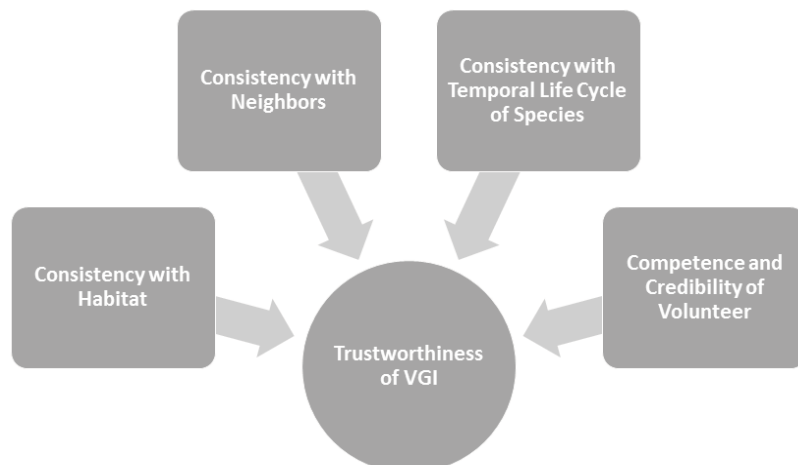 Consistency with
Neighbors
Consistency with
Temporal Life Cycle
of Species
Consistency with
Habitat
Competence and
Credibility of
Volunteer
Trustworthiness
of VGI